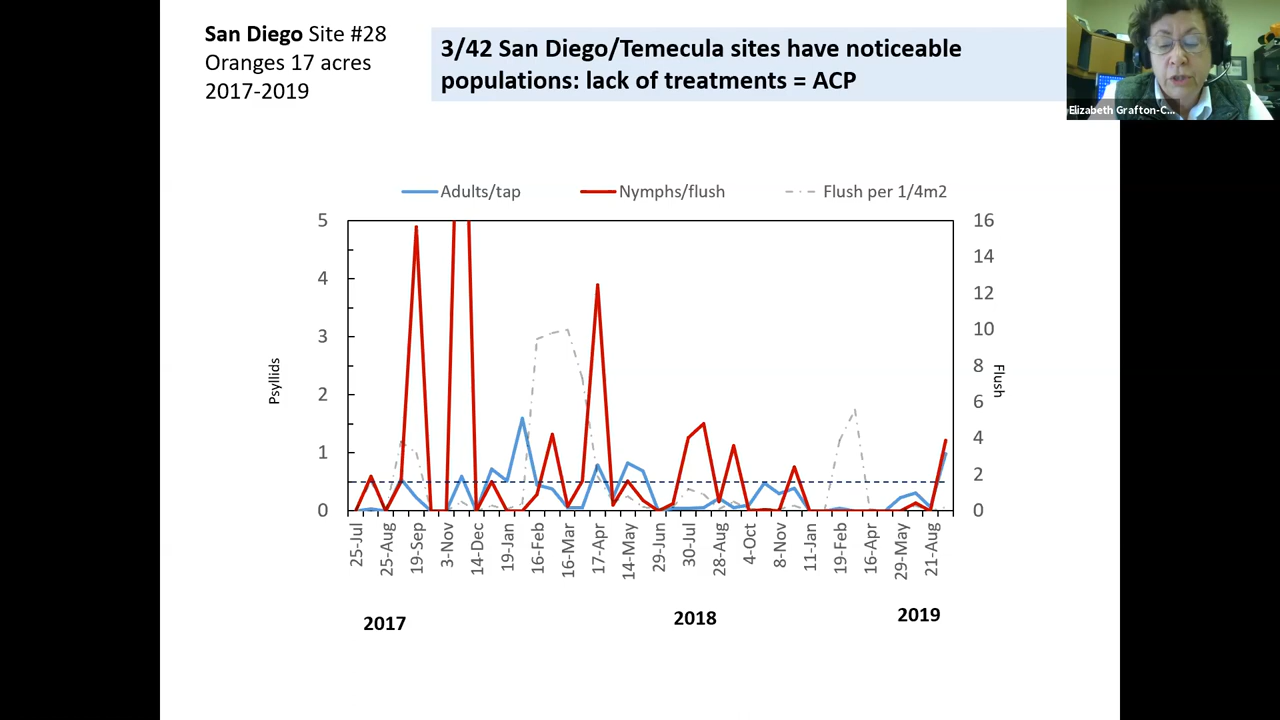 San Diego Site #28
Oranges 17 acres
2017-2019
3/42 San Diego/Temecula sites have noticeable
populations: lack of treatments = ACP
Elizabeth Grafton-C...
Adults/tap
Nymphs/flush
Flush per 1/4m2
5
4
3
2
1
0
Psyllids
16
14
12
10
8
6
4
2
0
Flush
25-Jul
25-Aug
19-Sep
3-Nov
14-Dec
19-Jan
16-Feb
16-Mar
17-Apr
14-May
29-Jun
30-Jul
28-Aug
4-Oct
8-Nov
11-Jan
19-Feb
16-Apr
29-May
21-Aug
2017
2018
2019